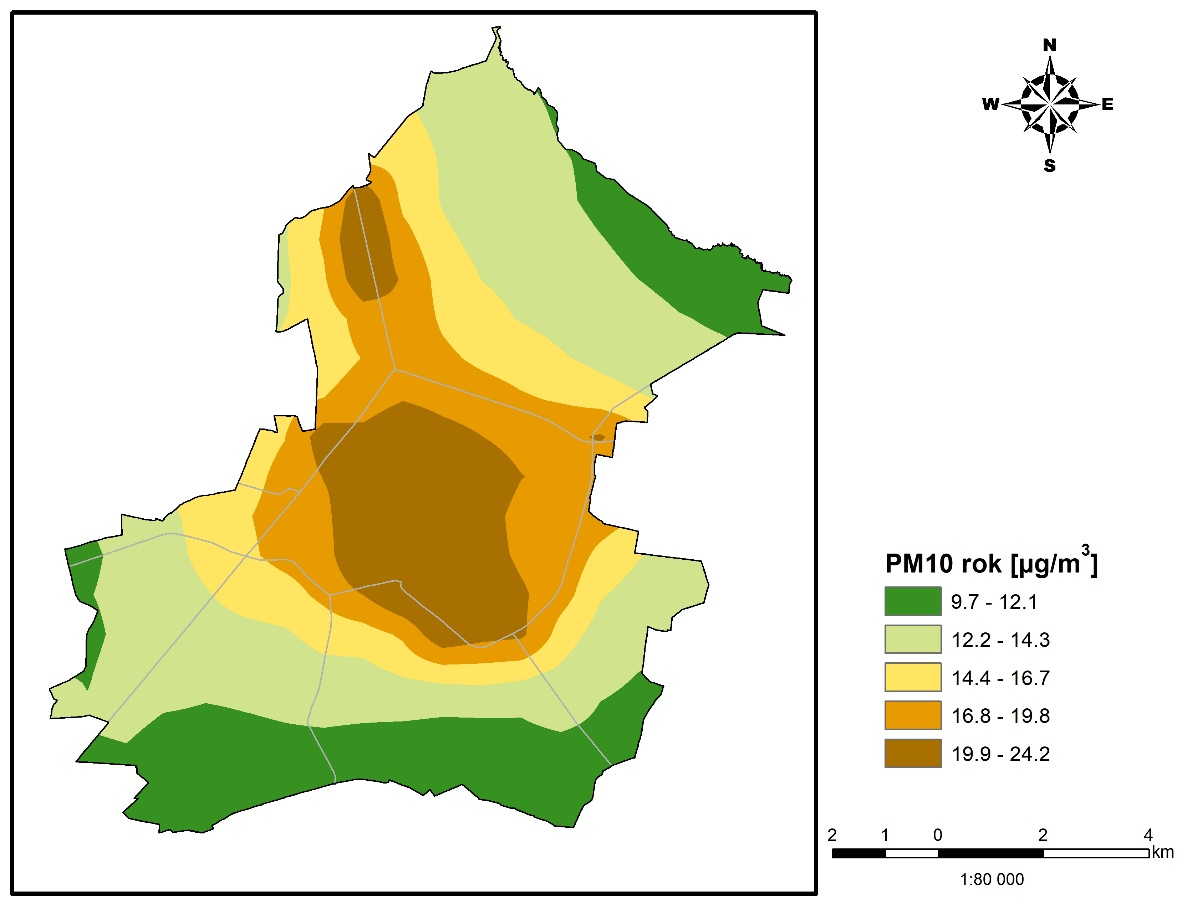 N
W E
S
PM10 rok [µg/m³]
9.7 - 12.1
12.2 - 14.3
14.4 - 16.7
16.8 - 19.8
19.9 - 24.2
2 1 0 2 4
km
1:80 000